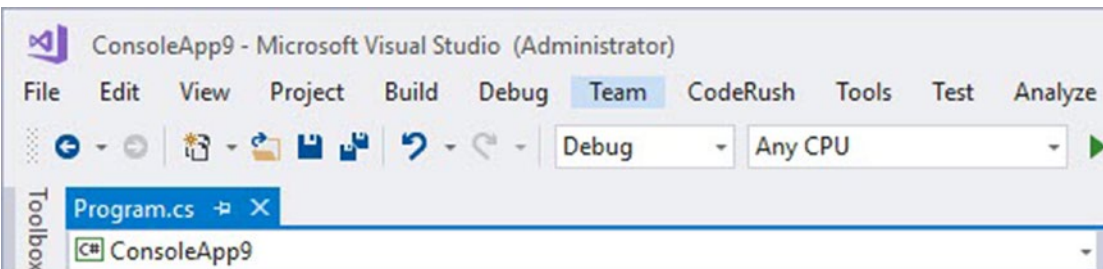 ConsoleApp9 - Microsoft Visual Studio (Administrator)
File Edit View Project Build Debug Team CodeRush Tools Test Analyze
Debug Any CPU
Toolbox
Program.cs
C# ConsoleApp9